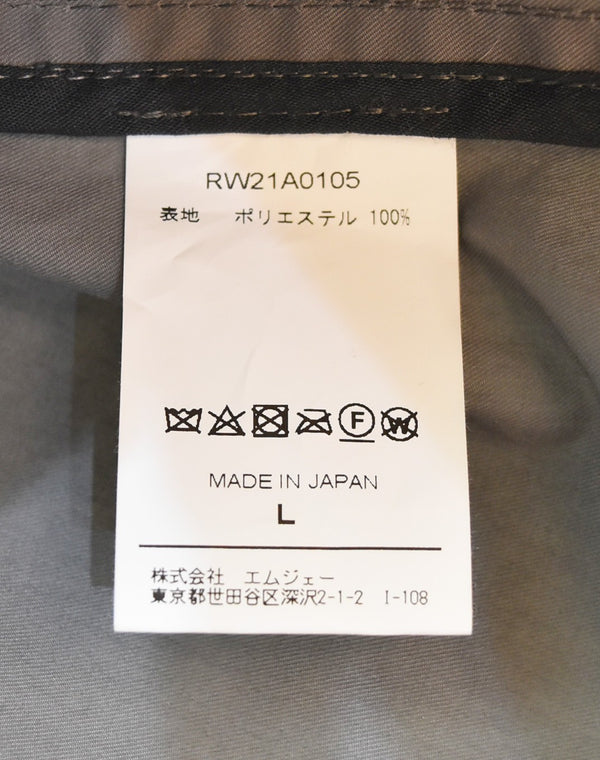 RW21A0105
表地 ポリエステル 100%
F W
MADE IN JAPAN
L
株式会社 エムジェー
東京都世田谷区深沢2-1-2 I-108